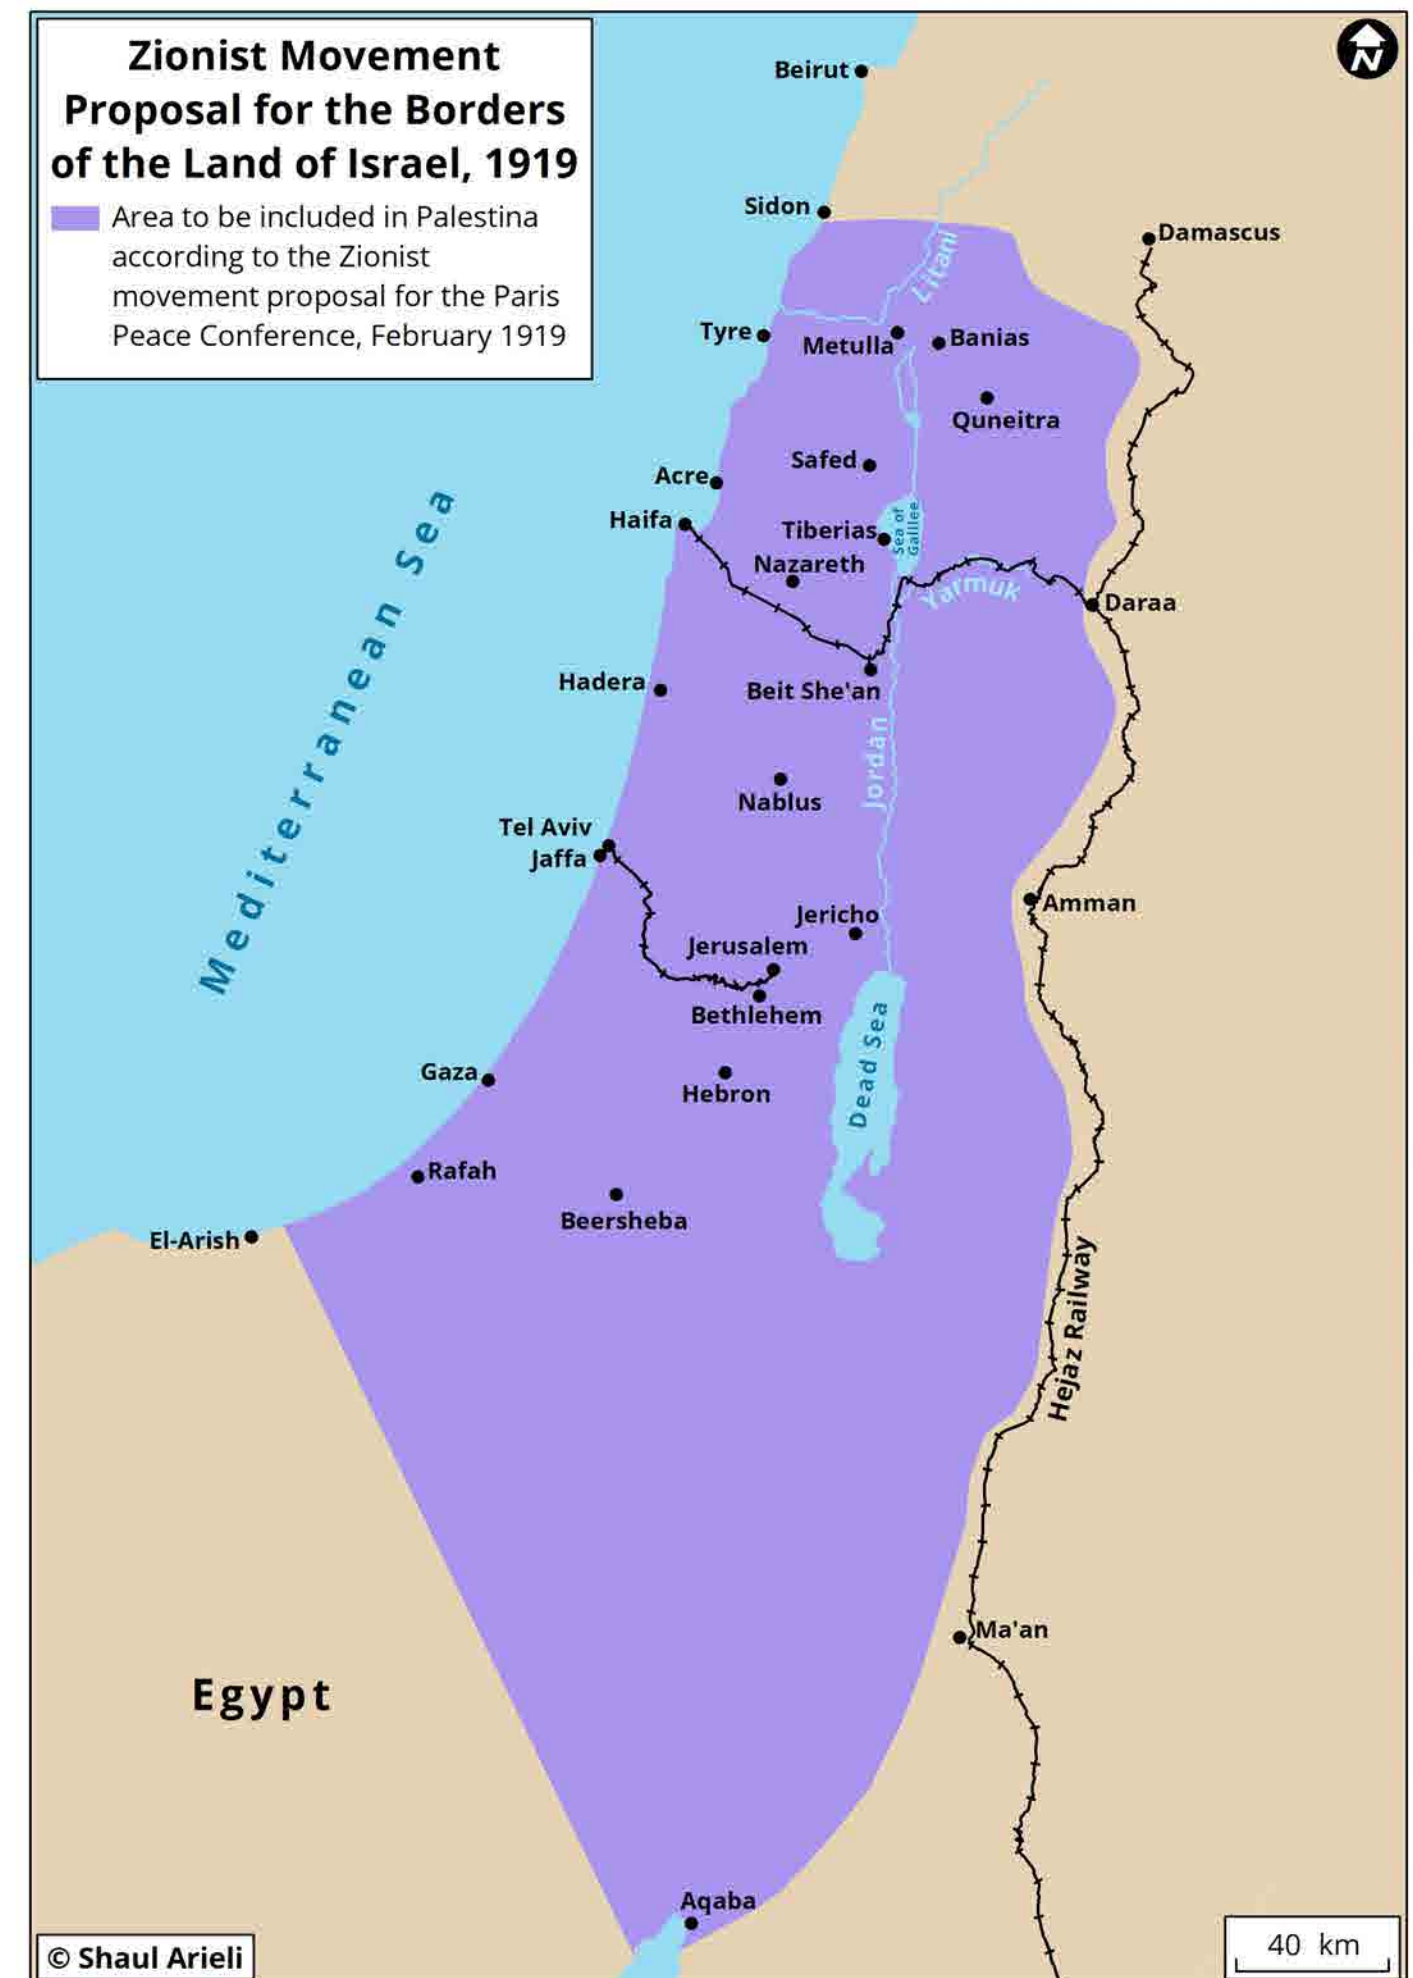 Zionist Movement
Proposal for the Borders
of the Land of Israel, 1919
Area to be included in Palestina
according to the Zionist
movement proposal for the Paris
Peace Conference, February 1919
N
Beirut
Sidon
Damascus
Litani
Tyre
Metulla
Banias
Quneitra
Safed
Acre
Haifa
Tiberias
Sea of
Galilee
Nazareth
Yarmuk
Daraa
Mediterranean Sea
Hadera
Beit She'an
Jordan
Nablus
Tel Aviv
Jaffa
Amman
Jericho
Jerusalem
Bethlehem
Dead Sea
Gaza
Hebron
Rafah
Beersheba
El-Arish
Hejaz Railway
Ma'an
Egypt
Aqaba
© Shaul Arieli
40 km